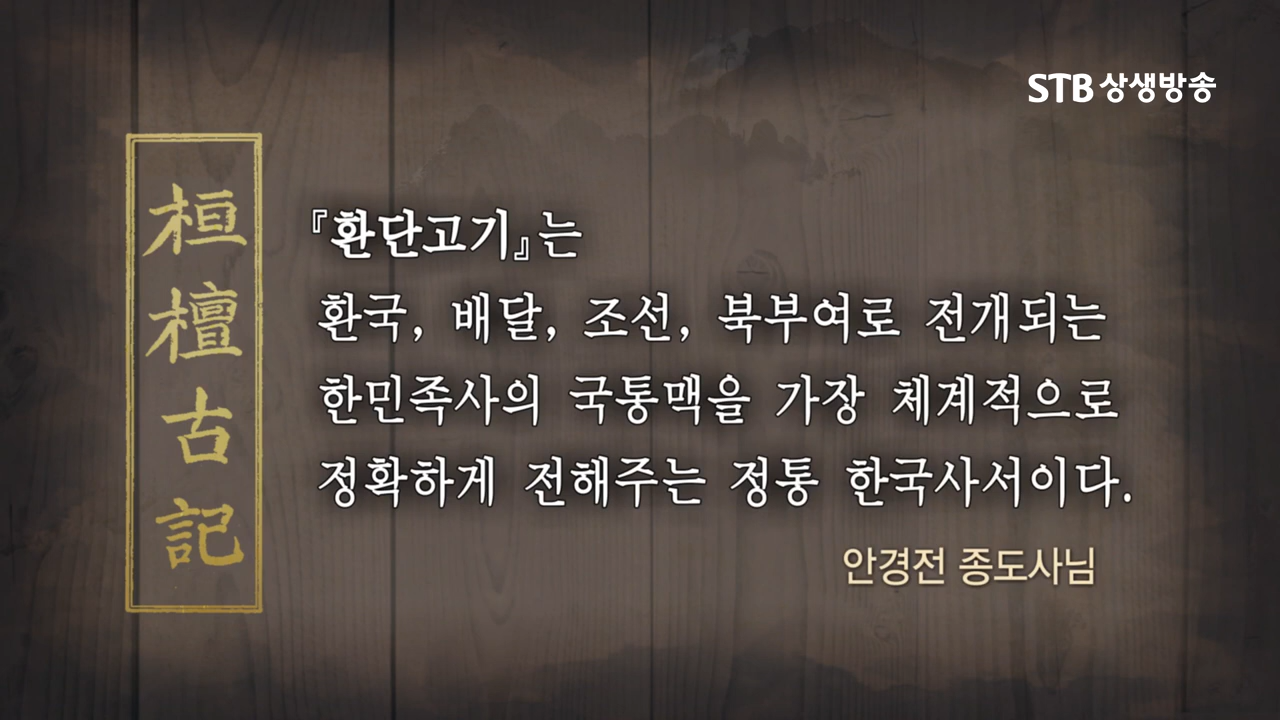 STB 상생방송
桓檀古記
『환단고기』는
환국, 배달, 조선, 북부여로 전개되는
한민족사의 국통맥을 가장 체계적으로
정확하게 전해주는 정통 한국사서이다.
안경전 종도사님